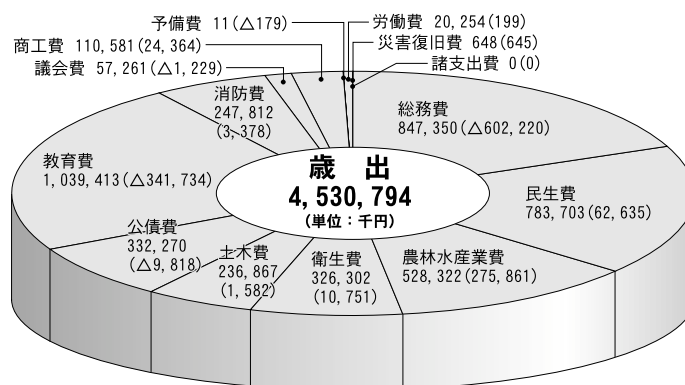 予備費 11(△179)
労働費 20,254(199)
商工費 110,581(24,364)
災害復旧費 648(645)
議会費 57,261(△1,229)
諸支出費 0(0)
消防費
247,812
(3,378)
総務費
847,350(△602,220)
教育費
1,039,413(△341,734)
歳 出
4,530,794
(単位：千円)
民生費
783,703(62,635)
公債費
332,270
(△9,818)
土木費
236,867
(1,582)
衛生費
326,302
(10,751)
農林水産業費
528,322(275,861)